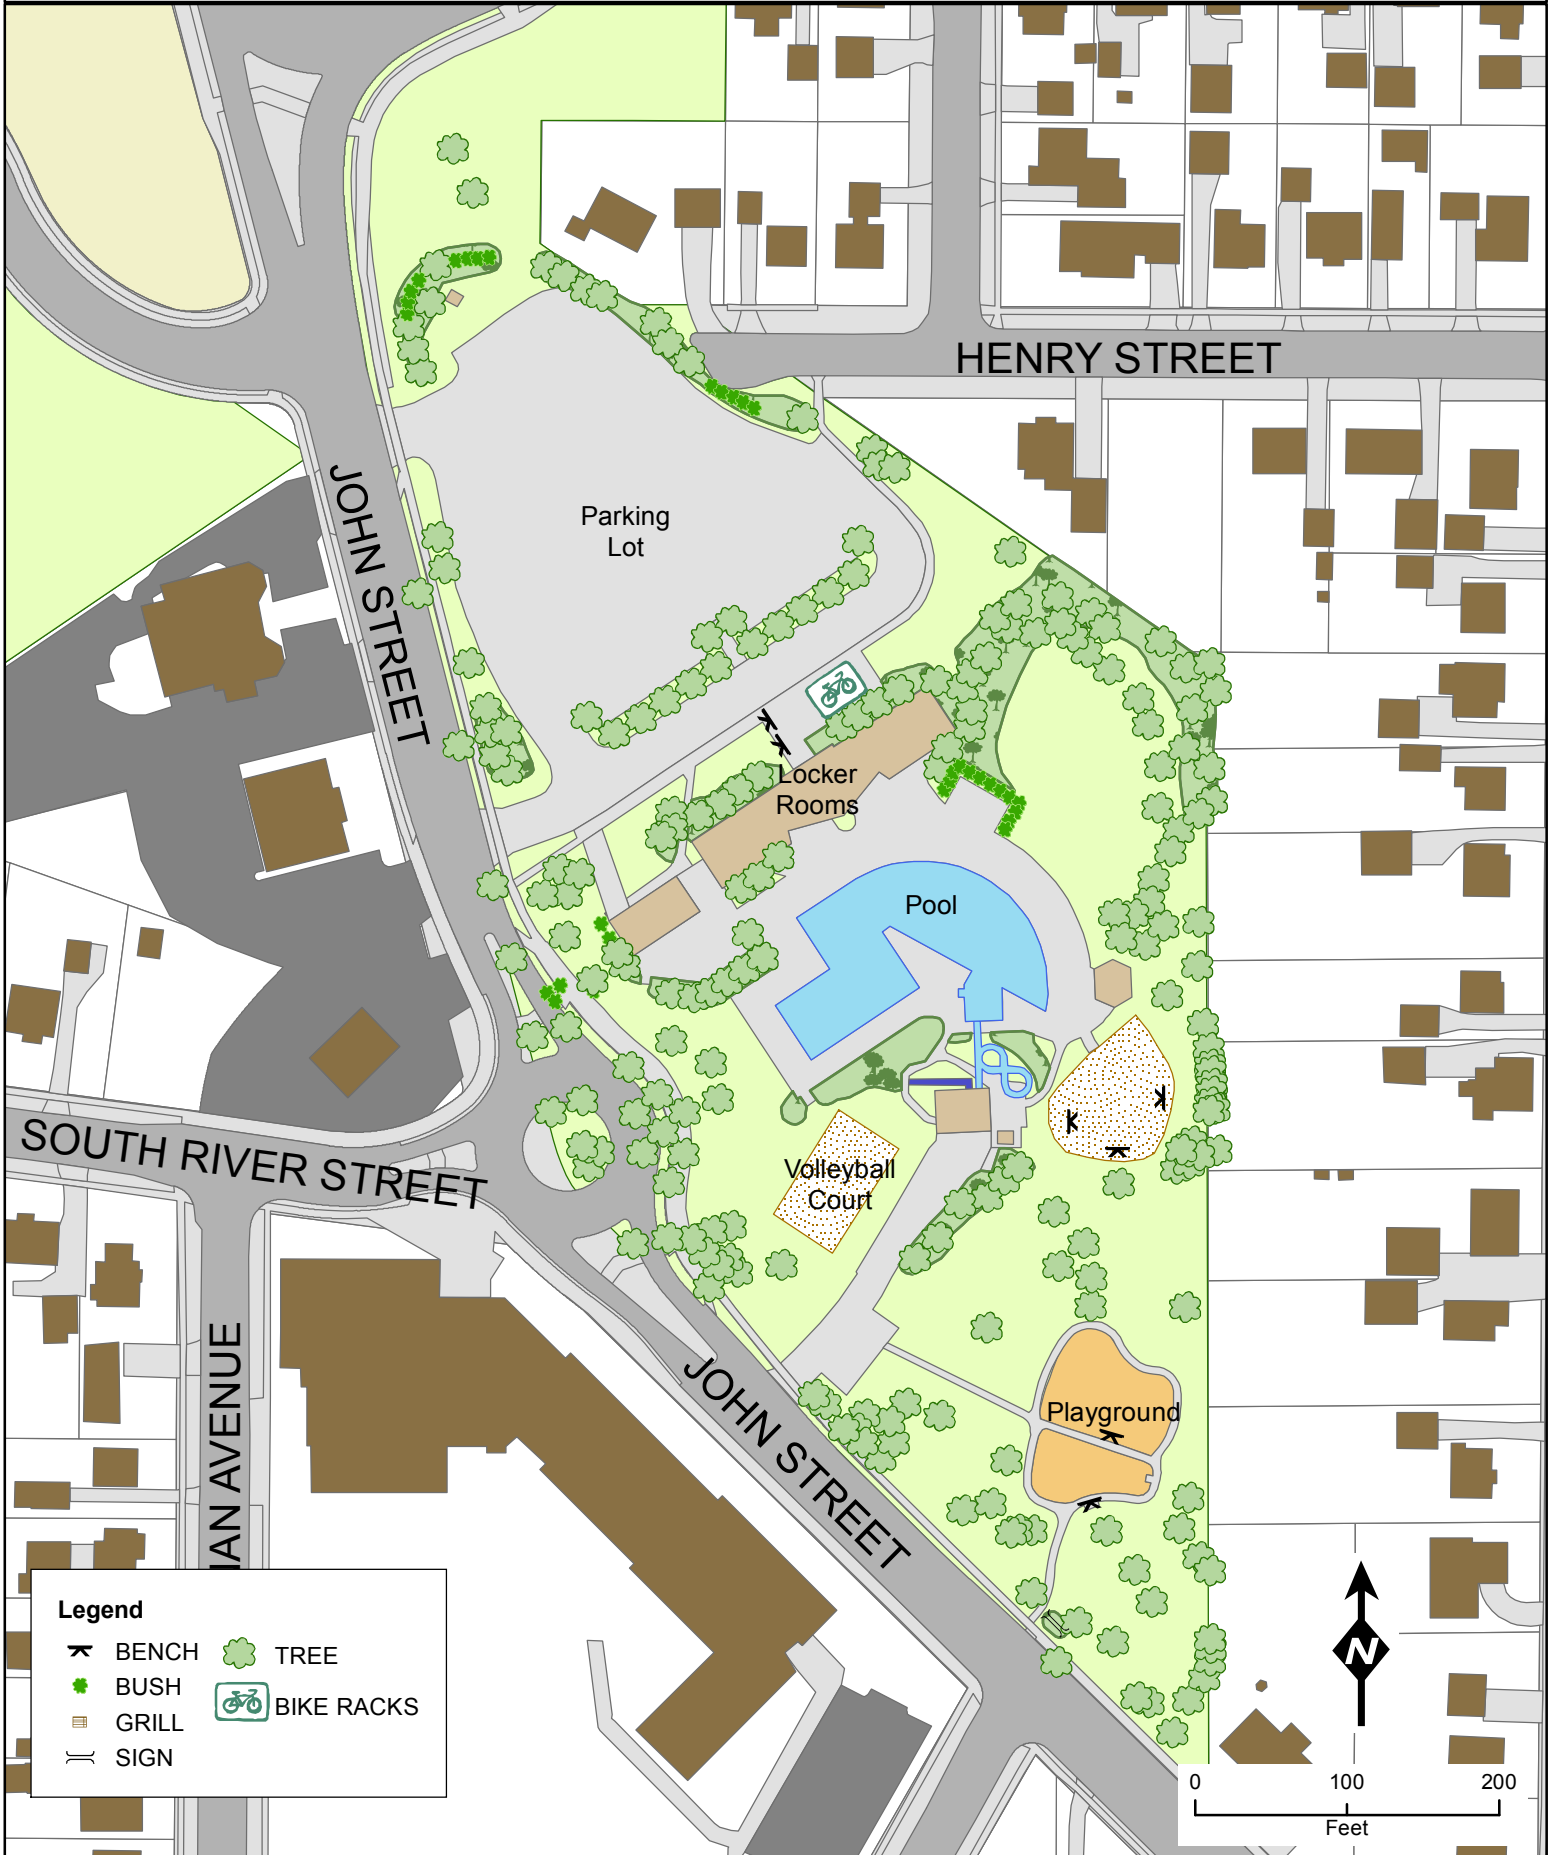 HENRY STREET
JOHN STREET
Parking
Lot
Locker
Rooms
Pool
SOUTH RIVER STREET
Volleyball
Court
JOHN STREET
Playground
AVENUE
Legend
BENCH
TREE
BUSH
BIKE RACKS
GRILL
SIGN
N
0 100 200
Feet